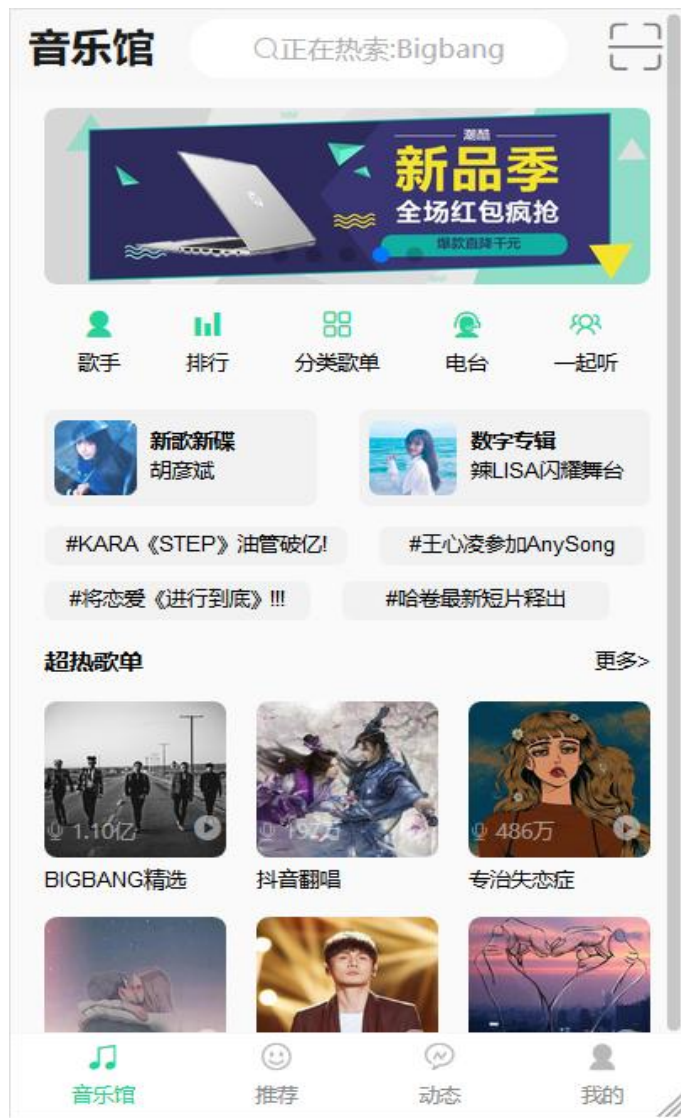 音乐馆
正在热索:Bigbang
潮酷
新品季
全场红包疯抢
爆款直降千元
歌手 排行 分类歌单 电台 一起听
新歌新碟 数字专辑
胡彦斌 辣LISA闪耀舞台
#KARA《STEP》油管破亿! #王心凌参加AnySong
#将恋爱《进行到底》!!! #哈卷最新短片释出
超热歌单 更多>
1.10亿 197万 486万
BIGBANG精选 抖音翻唱 专治失恋症
音乐馆 推荐 动态 我的